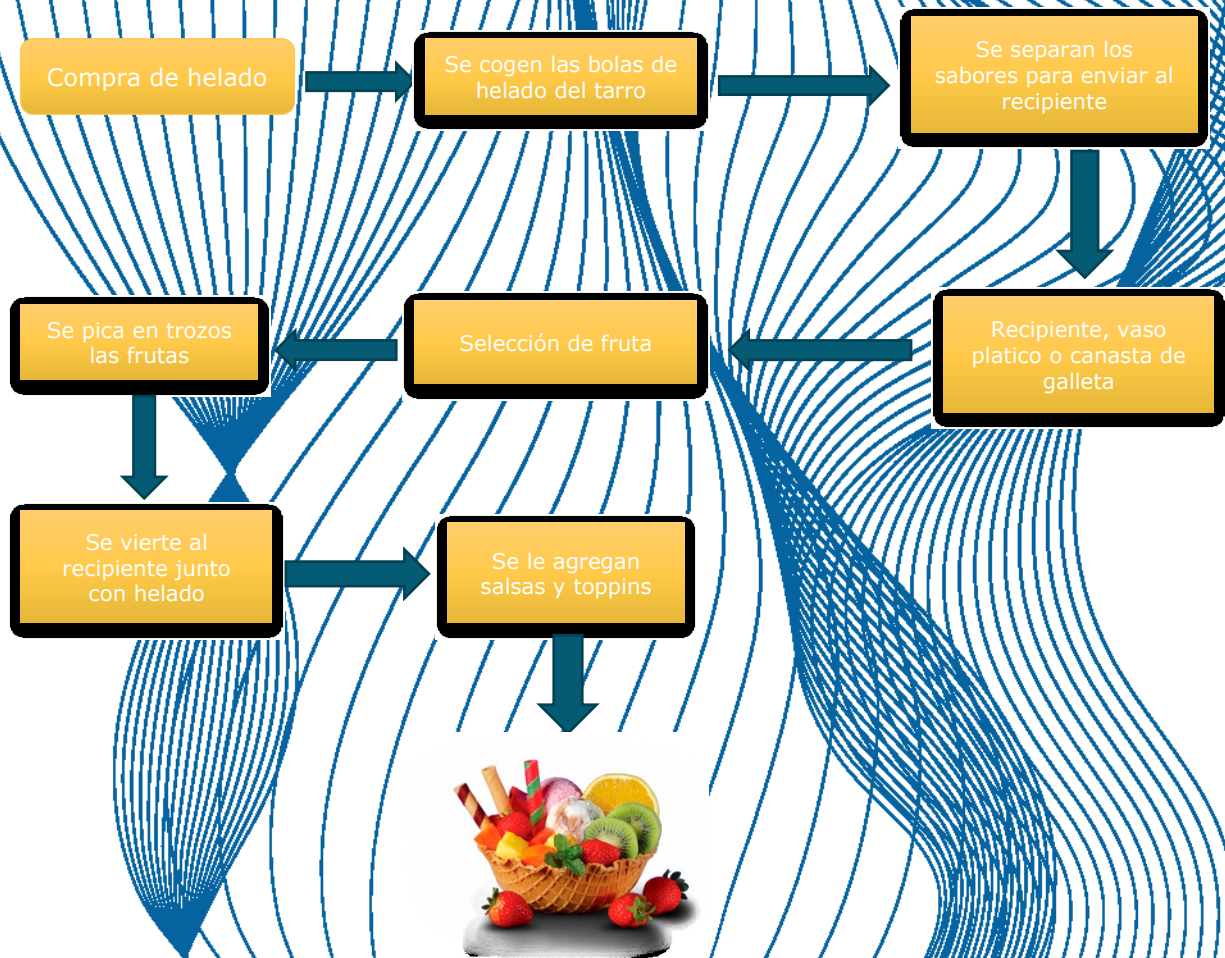 Compra de helado
Se cogen las bolas de
helado del tarro
Se separan los
sabores para enviar al
recipiente
Recipiente, vaso
platico o canasta de
galleta
Selección de fruta
Se pica en trozos
las frutas
Se vierte al
recipiente junto
con helado
Se le agregan
salsas y toppins